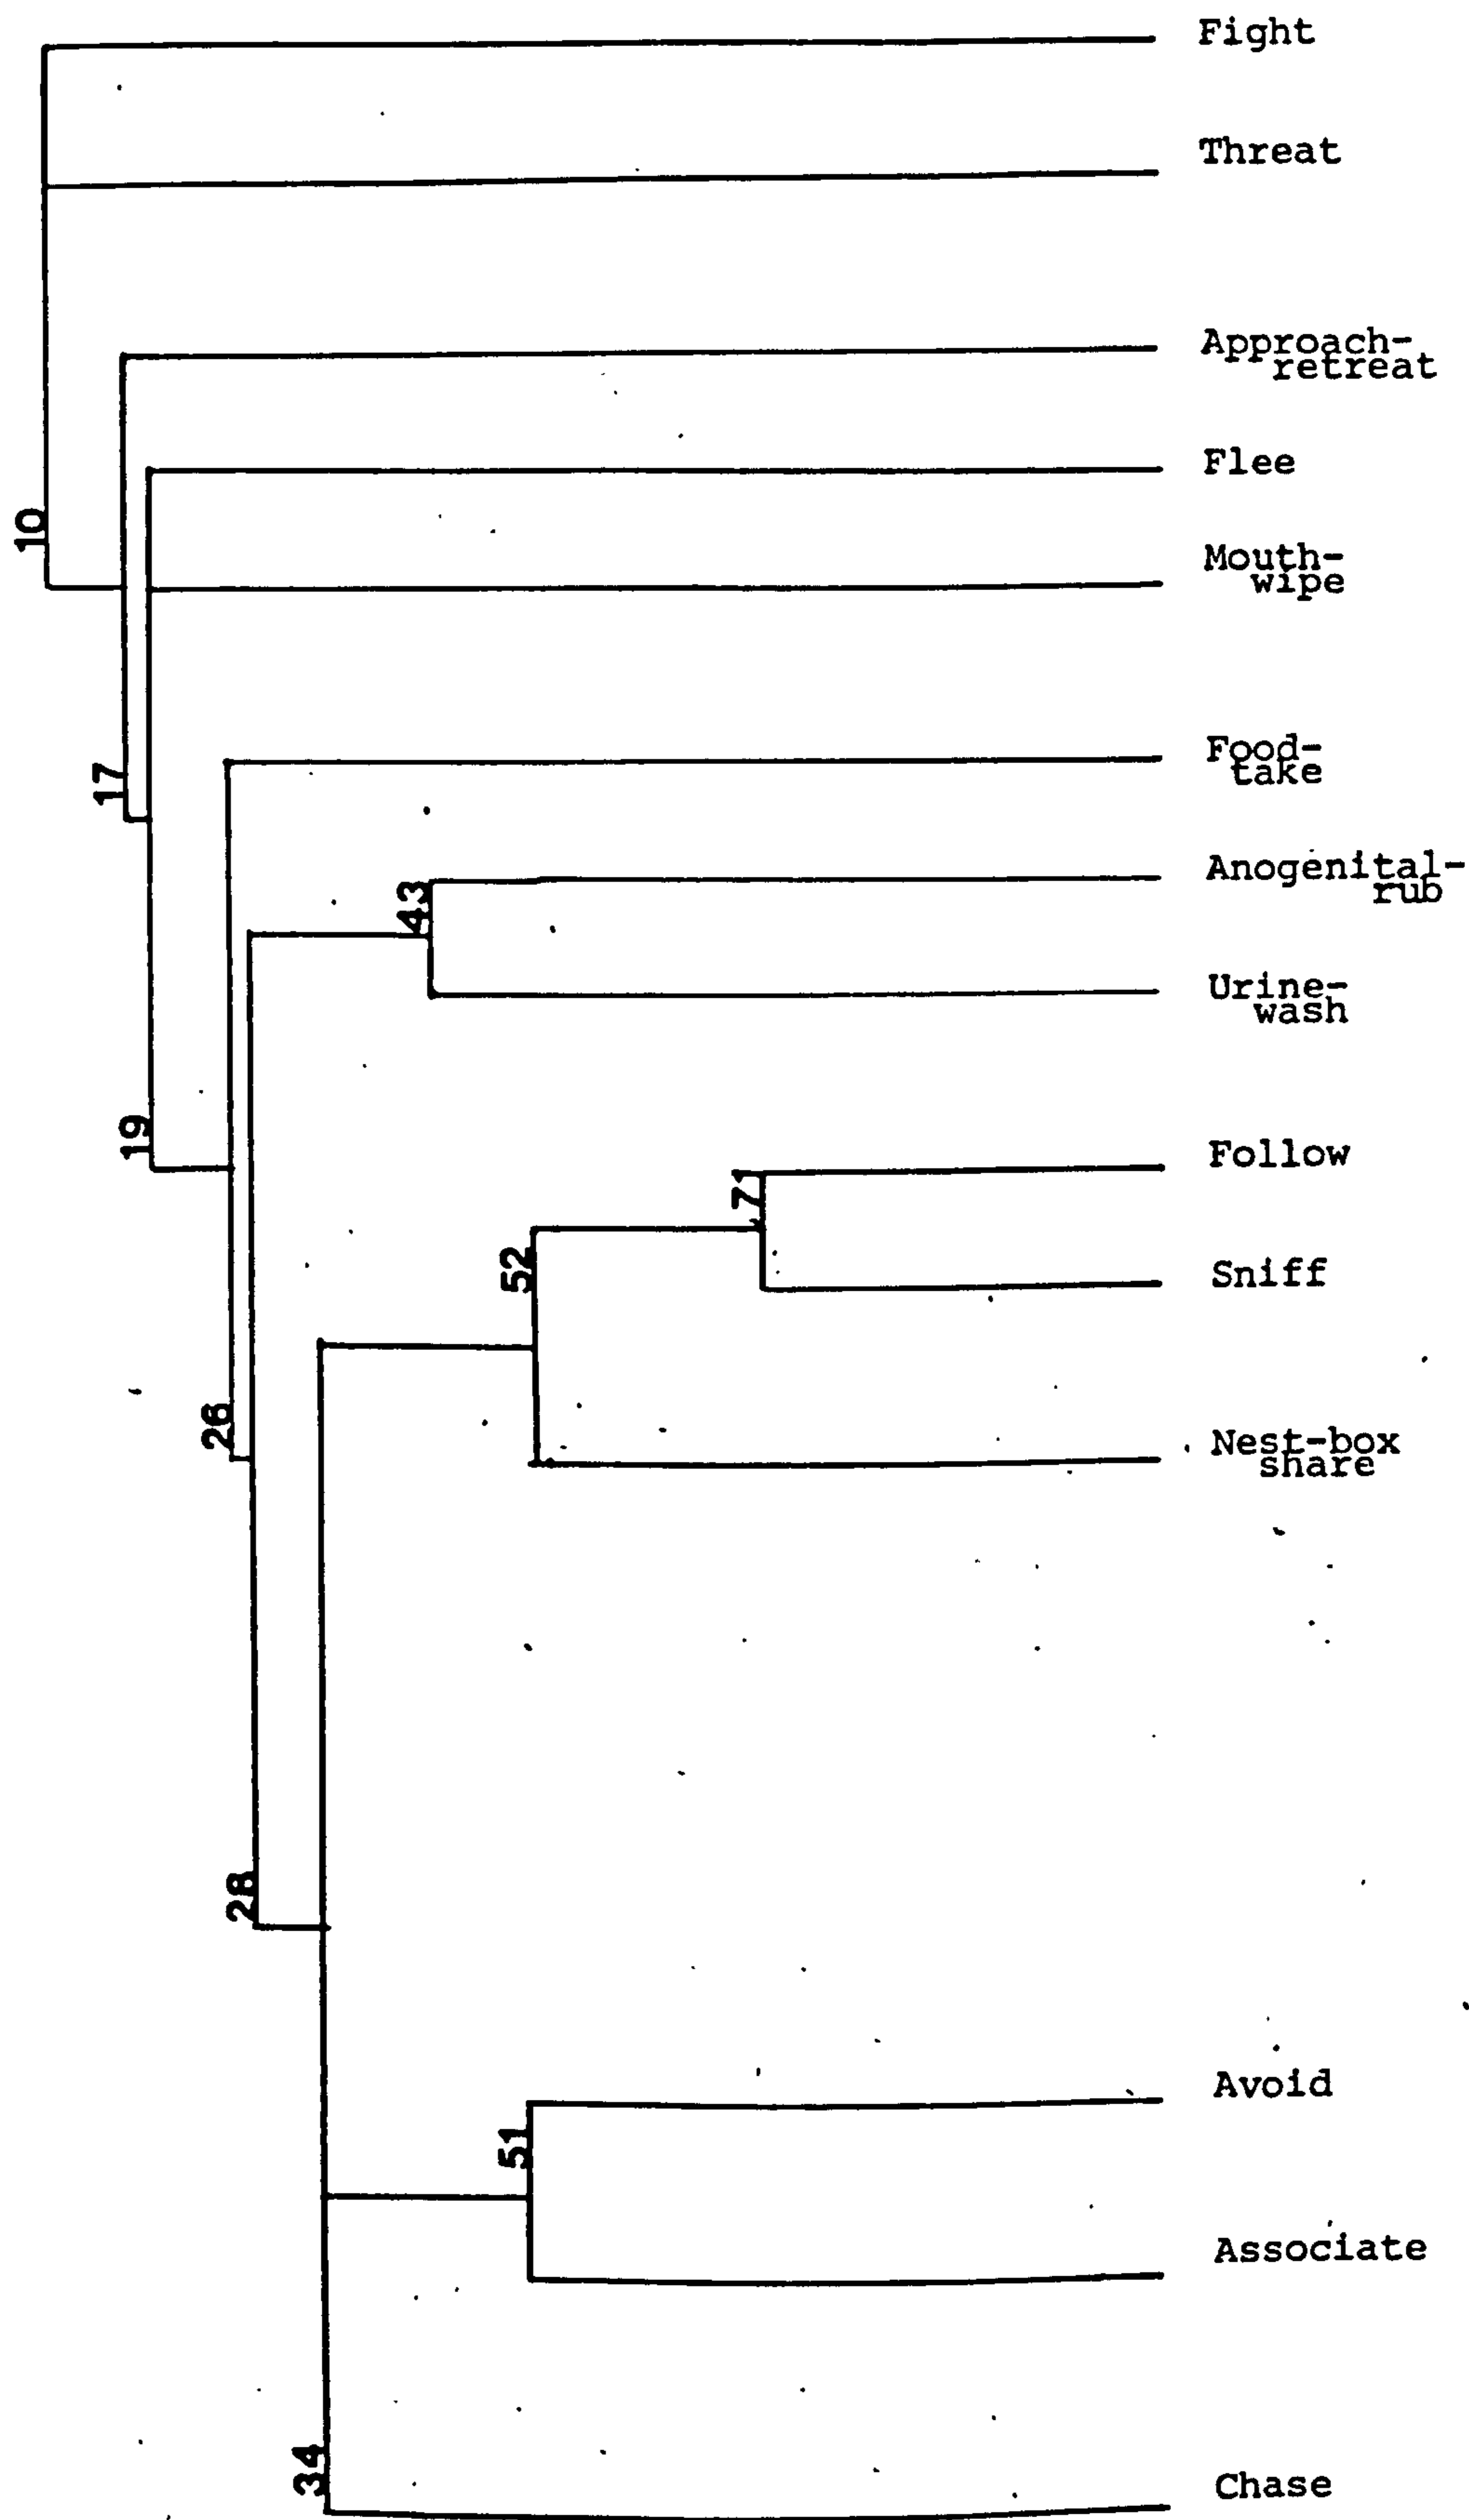 Fight
Threat
Approach-
retreat
Flee
10
Mouth-
wipe
Food-
take
17
Anogenital-
rub
43
Urine-
wash
19
Follow
71
52
Sniff
26
Nest-box
share
28
Avoid
51
Associate
34
Chase